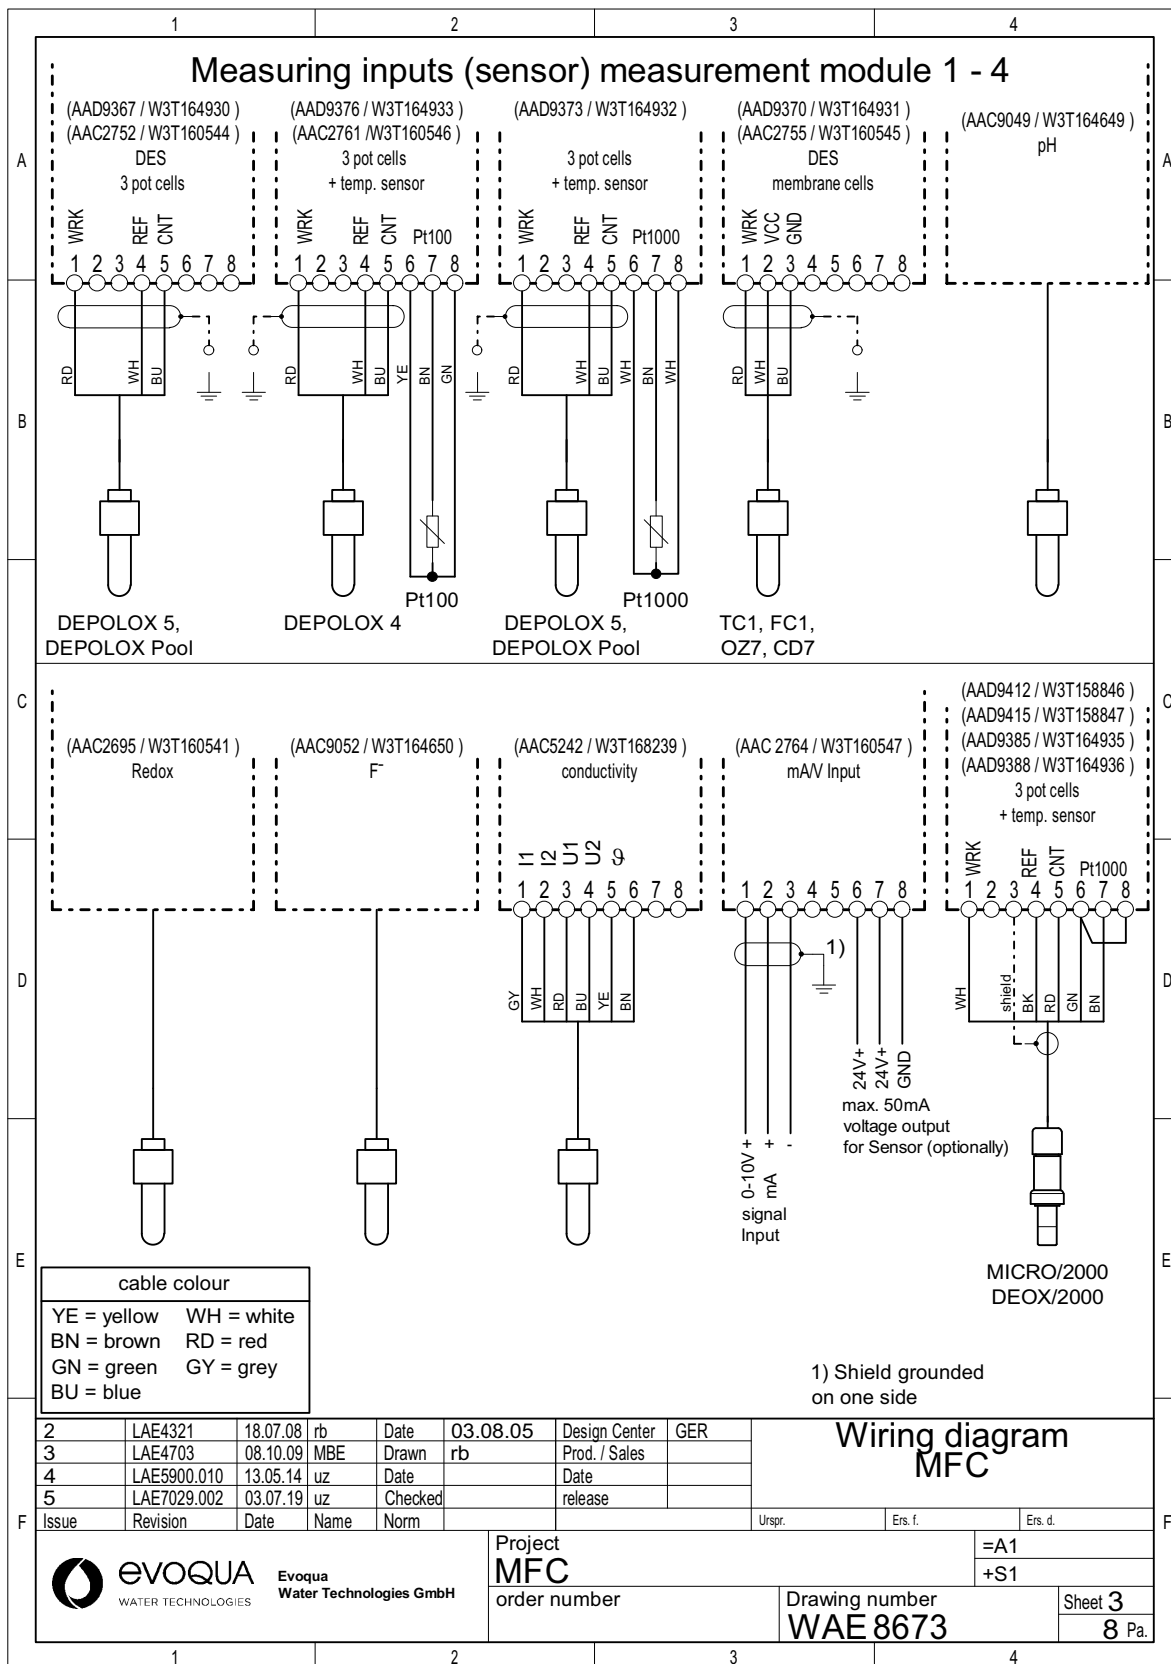 1 2 3 4
Measuring inputs (sensor) measurement module 1 - 4
A A
(AAD9367 / W3T164930 )
(AAC2752 / W3T160544 )
DES
3 pot cells
WRK REF CNT
1 2 3 4 5 6 7 8
RD WH BU
DEPOLOX 5,
DEPOLOX Pool
(AAD9376 / W3T164933 )
(AAC2761 /W3T160546 )
3 pot cells
+ temp. sensor
WRK REF CNT Pt100
1 2 3 4 5 6 7 8
RD WH BU YE BN GN
Pt100
DEPOLOX 4
(AAD9373 / W3T164932 )
3 pot cells
+ temp. sensor
WRK REF CNT Pt1000
1 2 3 4 5 6 7 8
RD WH BU WH BN WH
Pt1000
DEPOLOX 5,
DEPOLOX Pool
(AAD9370 / W3T164931 )
(AAC2755 / W3T160545 )
DES
membrane cells
WRK VCC GND
1 2 3 4 5 6 7 8
RD WH BU
TC1, FC1,
OZ7, CD7
(AAC9049 / W3T164649 )
pH
B B
C C
(AAC2695 / W3T160541 )
Redox
(AAC9052 / W3T164650 )
F-
(AAC5242 / W3T168239 )
conductivity
I1 I2 U1 U2 ϑ
1 2 3 4 5 6 7 8
GY WH RD BU YE BN
(AAC 2764 / W3T160547 )
mA/V Input
1 2 3 4 5 6 7 8
1)
24V+ 24V+ GND
max. 50mA
voltage output
for Sensor (optionally)
0-10V + mA + -
signal
Input
(AAD9412 / W3T158846 )
(AAD9415 / W3T158847 )
(AAD9385 / W3T164935 )
(AAD9388 / W3T164936 )
3 pot cells
+ temp. sensor
WRK REF CNT Pt1000
1 2 3 4 5 6 7 8
WH shield BK RD GN BN
MICRO/2000
DEOX/2000
D D
E E
cable colour
YE = yellow WH = white
BN = brown RD = red
GN = green GY = grey
BU = blue
1) Shield grounded
on one side
2 LAE4321 18.07.08 rb Date 03.08.05 Design Center GER
3 LAE4703 08.10.09 MBE Drawn rb Prod. / Sales
4 LAE5900.010 13.05.14 uz Date Date
5 LAE7029.002 03.07.19 uz Checked release
Issue Revision Date Name Norm
Wiring diagram
MFC
Urspr. Ers. f. Ers. d.
F F
evoqua
WATER TECHNOLOGIES
Evoqua
Water Technologies GmbH
Project
MFC
order number
=A1
+S1
Drawing number
WAE 8673
Sheet 3
8 Pa.
1 2 3 4